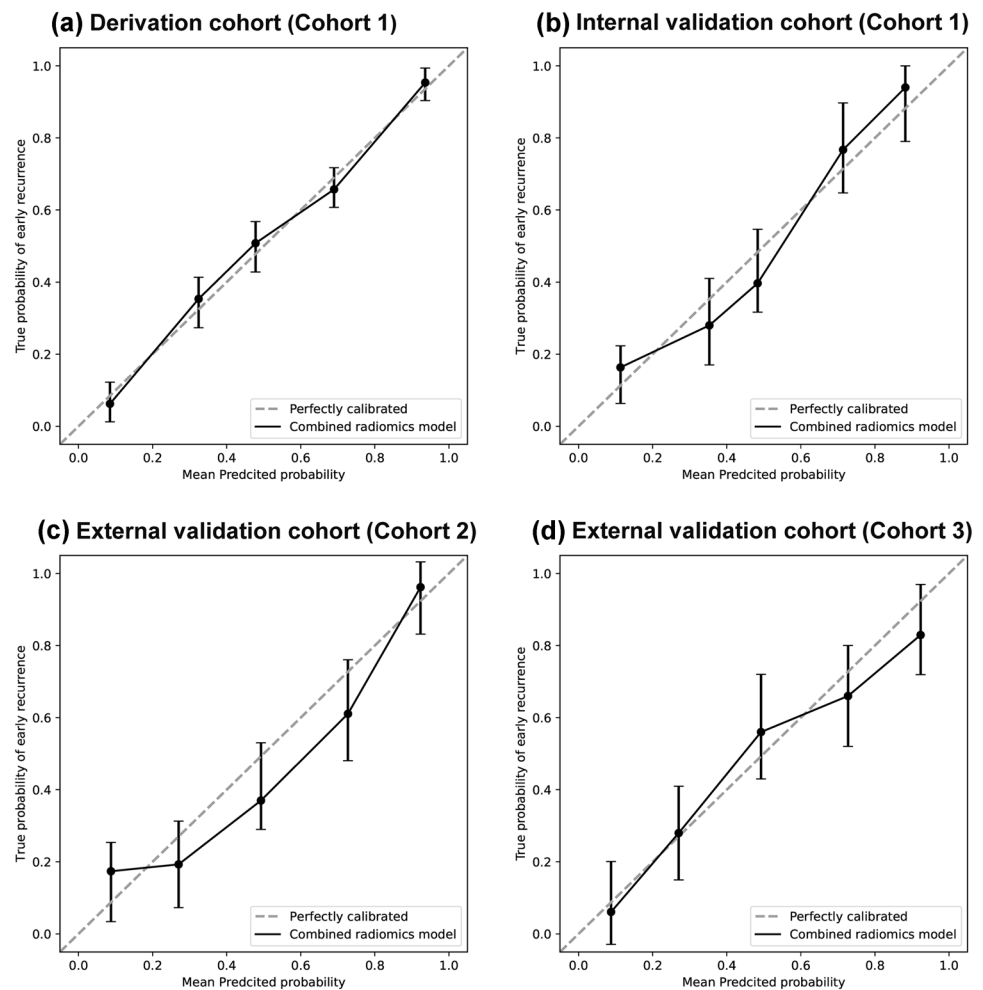 (a) Derivation cohort (Cohort 1)
True probability of early recurrence
1.0
0.8
0.6
0.4
0.2
0.0
Perfectly calibrated
Combined radiomics model
0.0 0.2 0.4 0.6 0.8 1.0
Mean Predcited probability
(b) Internal validation cohort (Cohort 1)
True probability of early recurrence
1.0
0.8
0.6
0.4
0.2
0.0
Perfectly calibrated
Combined radiomics model
0.0 0.2 0.4 0.6 0.8 1.0
Mean Predcited probability
(c) External validation cohort (Cohort 2)
True probability of early recurrence
1.0
0.8
0.6
0.4
0.2
0.0
Perfectly calibrated
Combined radiomics model
0.0 0.2 0.4 0.6 0.8 1.0
Mean Predcited probability
(d) External validation cohort (Cohort 3)
True probability of early recurrence
1.0
0.8
0.6
0.4
0.2
0.0
Perfectly calibrated
Combined radiomics model
0.0 0.2 0.4 0.6 0.8 1.0
Mean Predcited probability